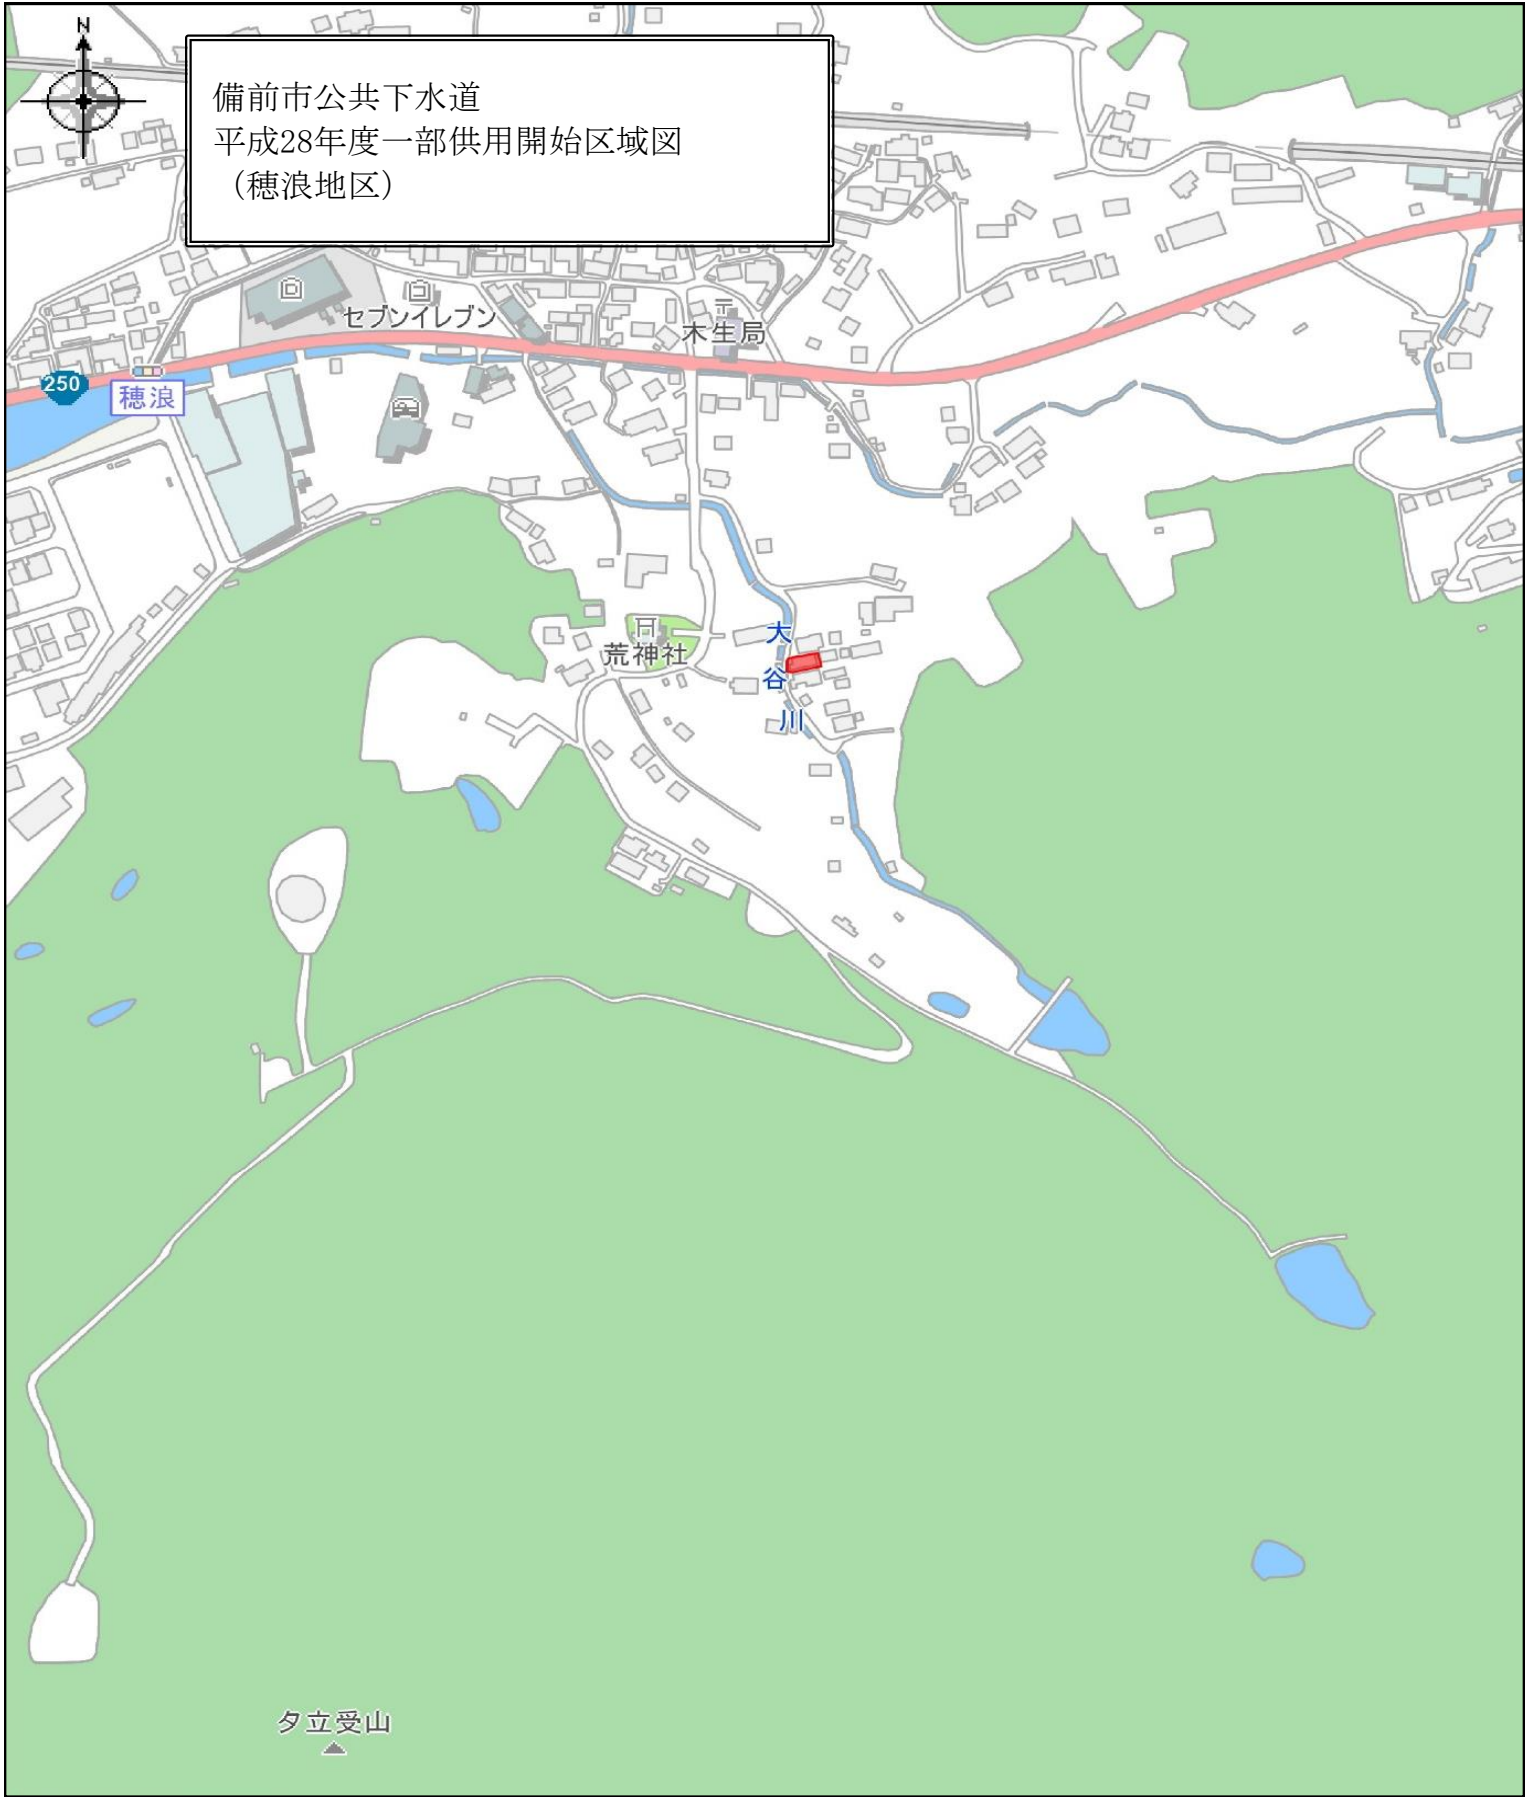 N
備前市公共下水道
平成28年度一部供用開始区域図
（穂浪地区）
セブンイレブン
木生局
250
穂浪
荒神社
大谷川
夕立受山